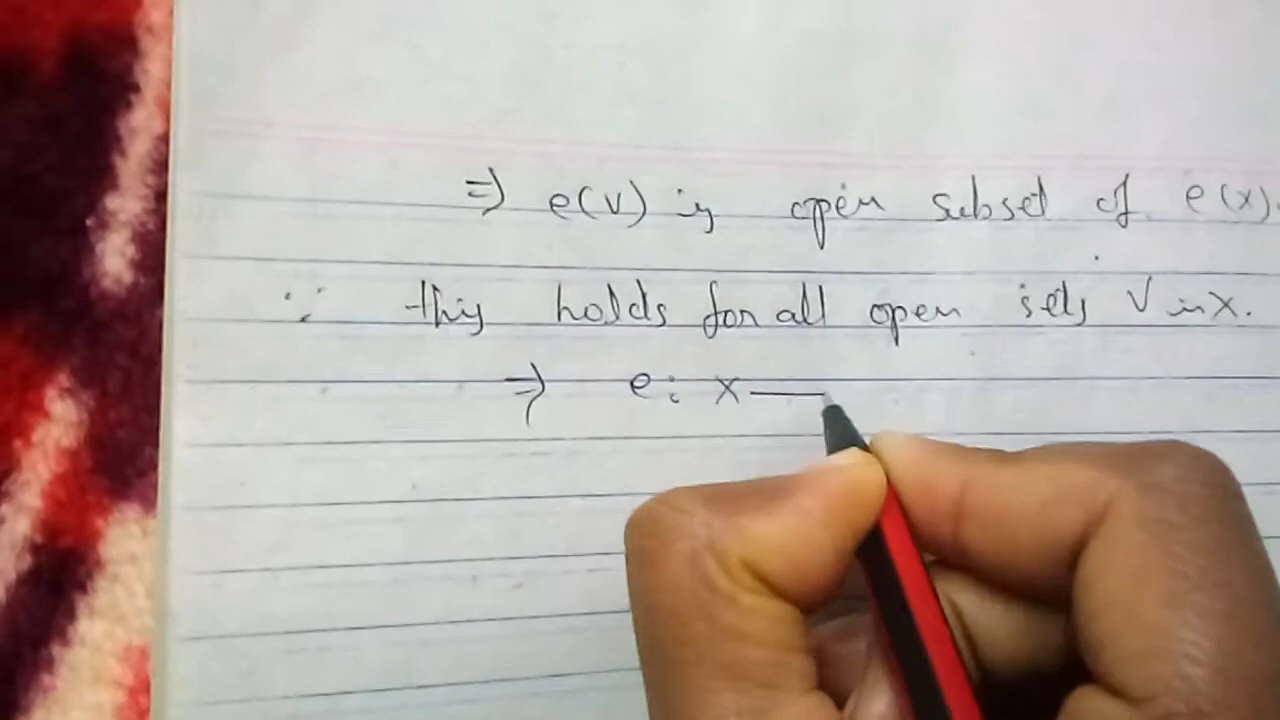 ⇒ e(V) is open subset of e(X).
∵ this holds for all open sets V in X.
⇒ e: X —